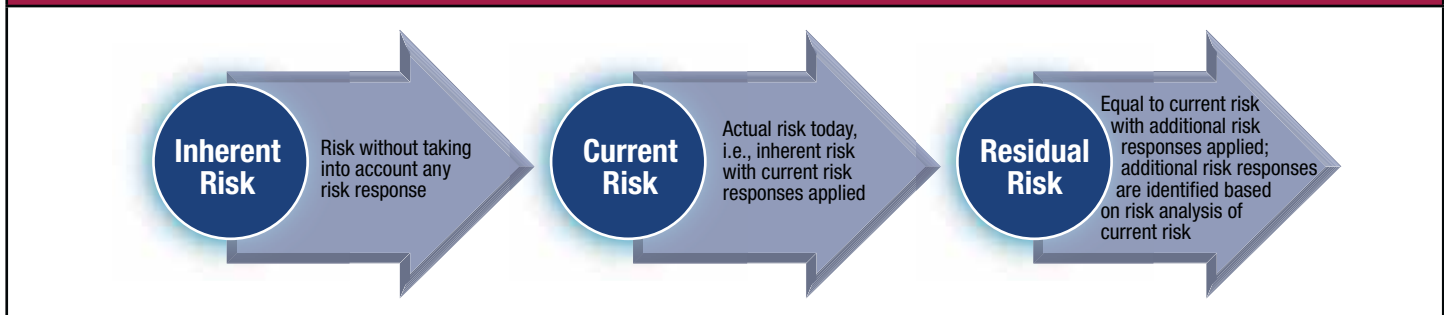 Inherent
Risk
Risk without taking
into account any
risk response
Current
Risk
Actual risk today,
i.e., inherent risk
with current risk
responses applied
Residual
Risk
Equal to current risk
with additional risk
responses applied;
additional risk responses
are identified based
on risk analysis of
current risk